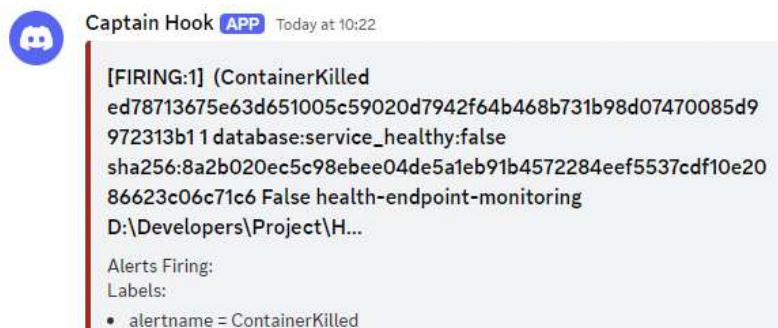 Captain Hook APP Today at 10:22
[FIRING:1] (ContainerKilled
ed78713675e63d651005c59020d7942f64b468b731b98d07470085d9
972313b1 1 database:service_healthy:false
sha256:8a2b020ec5c98ebee04de5a1eb91b4572284eef5537cdf10e20
86623c06c71c6 False health-endpoint-monitoring
D:\Developers\Project\H...
Alerts Firing:
Labels:
• alertname = ContainerKilled